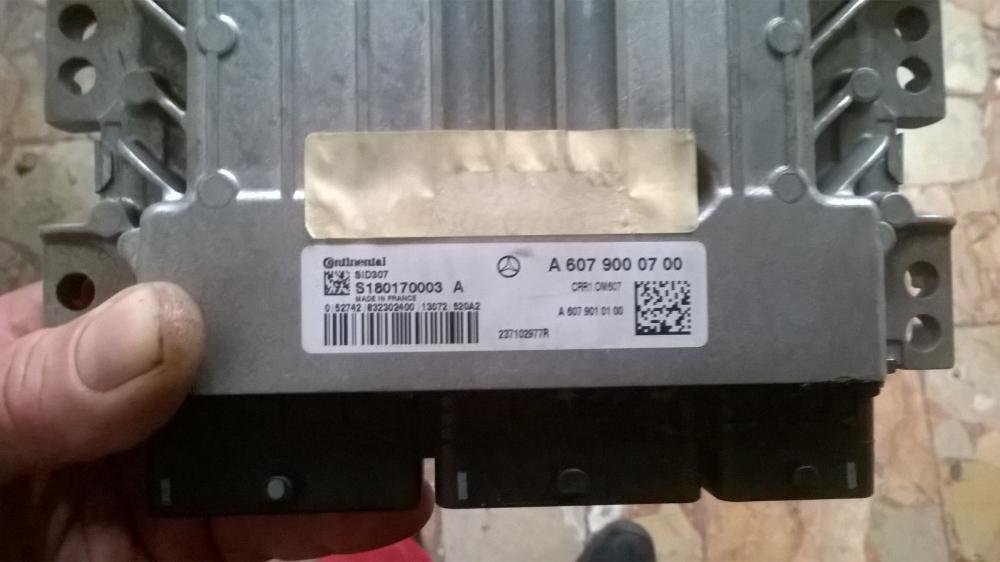 Continental
SID307
S180170003 A
MADE IN FRANCE
0 52742 832302400 13072 520A2
A 607 900 07 00
CRR1 OM607
A 607 901 01 00
237102977R